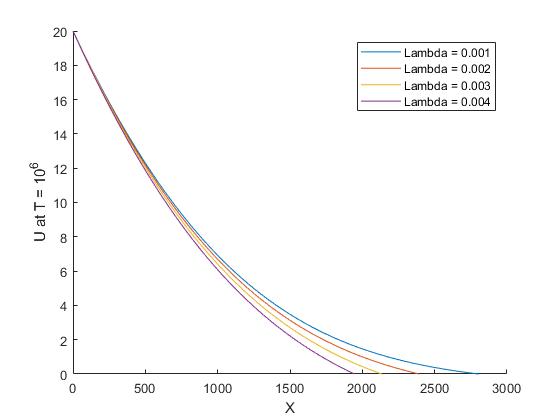 20
18
16
14
12
10
8
6
4
2
0
U at T = 10^6
Lambda = 0.001
Lambda = 0.002
Lambda = 0.003
Lambda = 0.004
0 500 1000 1500 2000 2500 3000
X